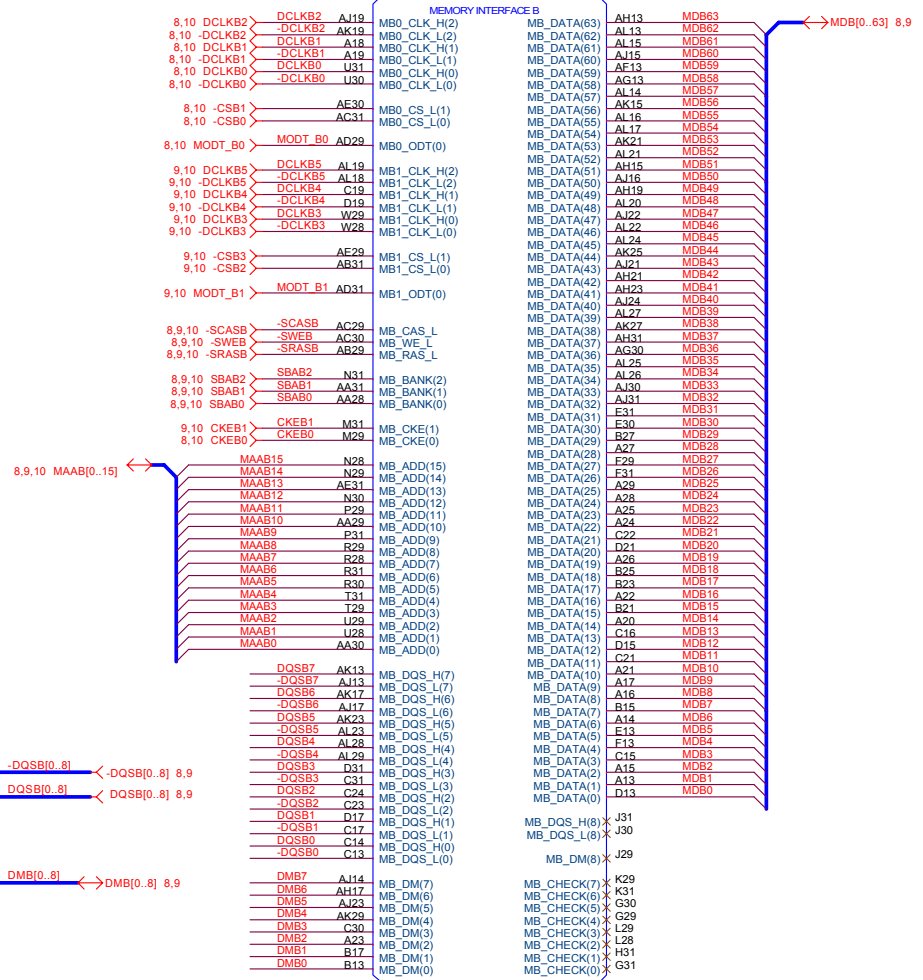 MEMORY INTERFACE B
8,10 DCLKB2 DCLKB2 AJ19 MB0_CLK_H(2)
8,10 -DCLKB2 -DCLKB2 AK19 MB0_CLK_L(2)
8,10 DCLKB1 DCLKB1 A18 MB0_CLK_H(1)
8,10 -DCLKB1 -DCLKB1 A19 MB0_CLK_L(1)
8,10 DCLKB0 DCLKB0 U31 MB0_CLK_H(0)
8,10 -DCLKB0 -DCLKB0 U30 MB0_CLK_L(0)
8,10 -CSB1 AE30 MB0_CS_L(1)
8,10 -CSB0 AC31 MB0_CS_L(0)
8,10 MODT_B0 MODT_B0 AD29 MB0_ODT(0)
9,10 DCLKB5 DCLKB5 AL19 MB1_CLK_H(2)
9,10 -DCLKB5 -DCLKB5 AL18 MB1_CLK_L(2)
9,10 DCLKB4 DCLKB4 C19 MB1_CLK_H(1)
9,10 -DCLKB4 -DCLKB4 D19 MB1_CLK_L(1)
9,10 DCLKB3 DCLKB3 W29 MB1_CLK_H(0)
9,10 -DCLKB3 -DCLKB3 W28 MB1_CLK_L(0)
9,10 -CSB3 AE29 MB1_CS_L(1)
9,10 -CSB2 AB31 MB1_CS_L(0)
9,10 MODT_B1 MODT_B1 AD31 MB1_ODT(0)
8,9,10 -SCASB -SCASB AC29 MB_CAS_L
8,9,10 -SWEB -SWEB AC30 MB_WE_L
8,9,10 -SRASB -SRASB AB29 MB_RAS_L
8,9,10 SBAB2 SBAB2 N31 MB_BANK(2)
8,9,10 SBAB1 SBAB1 AA31 MB_BANK(1)
8,9,10 SBAB0 SBAB0 AA28 MB_BANK(0)
9,10 CKEB1 CKEB1 M31 MB_CKE(1)
8,10 CKEB0 CKEB0 M29 MB_CKE(0)
8,9,10 MAAB[0..15]
MAAB15 N28 MB_ADD(15)
MAAB14 N29 MB_ADD(14)
MAAB13 AE31 MB_ADD(13)
MAAB12 N30 MB_ADD(12)
MAAB11 P29 MB_ADD(11)
MAAB10 AA29 MB_ADD(10)
MAAB9 P31 MB_ADD(9)
MAAB8 R29 MB_ADD(8)
MAAB7 R28 MB_ADD(7)
MAAB6 R31 MB_ADD(6)
MAAB5 R30 MB_ADD(5)
MAAB4 T31 MB_ADD(4)
MAAB3 T29 MB_ADD(3)
MAAB2 U29 MB_ADD(2)
MAAB1 U28 MB_ADD(1)
MAAB0 AA30 MB_ADD(0)
DQSB7 AK13 MB_DQS_H(7)
-DQSB7 AJ13 MB_DQS_L(7)
DQSB6 AK17 MB_DQS_H(6)
-DQSB6 AJ17 MB_DQS_L(6)
DQSB5 AK23 MB_DQS_H(5)
-DQSB5 AL23 MB_DQS_L(5)
DQSB4 AL28 MB_DQS_H(4)
-DQSB4 AL29 MB_DQS_L(4)
DQSB3 D31 MB_DQS_H(3)
-DQSB3 C31 MB_DQS_L(3)
DQSB2 C24 MB_DQS_H(2)
-DQSB2 C23 MB_DQS_L(2)
DQSB1 D17 MB_DQS_H(1)
-DQSB1 C17 MB_DQS_L(1)
DQSB0 C14 MB_DQS_H(0)
-DQSB0 C13 MB_DQS_L(0)
-DQSB[0..8] -DQSB[0..8] 8,9
DQSB[0..8] DQSB[0..8] 8,9
DMB[0..8] DMB[0..8] 8,9
DMB7 AJ14 MB_DM(7)
DMB6 AH17 MB_DM(6)
DMB5 AJ23 MB_DM(5)
DMB4 AK29 MB_DM(4)
DMB3 C30 MB_DM(3)
DMB2 A23 MB_DM(2)
DMB1 B17 MB_DM(1)
DMB0 B13 MB_DM(0)
MDB[0..63] 8,9
MB_DATA(63) AH13 MDB63
MB_DATA(62) AL13 MDB62
MB_DATA(61) AL15 MDB61
MB_DATA(60) AJ15 MDB60
MB_DATA(59) AF13 MDB59
MB_DATA(58) AG13 MDB58
MB_DATA(57) AL14 MDB57
MB_DATA(56) AK15 MDB56
MB_DATA(55) AL16 MDB55
MB_DATA(54) AL17 MDB54
MB_DATA(53) AK21 MDB53
MB_DATA(52) AL21 MDB52
MB_DATA(51) AH15 MDB51
MB_DATA(50) AJ16 MDB50
MB_DATA(49) AH19 MDB49
MB_DATA(48) AL20 MDB48
MB_DATA(47) AJ22 MDB47
MB_DATA(46) AL22 MDB46
MB_DATA(45) AL24 MDB45
MB_DATA(44) AK25 MDB44
MB_DATA(43) AJ21 MDB43
MB_DATA(42) AH21 MDB42
MB_DATA(41) AH23 MDB41
MB_DATA(40) AJ24 MDB40
MB_DATA(39) AL27 MDB39
MB_DATA(38) AK27 MDB38
MB_DATA(37) AH31 MDB37
MB_DATA(36) AG30 MDB36
MB_DATA(35) AL25 MDB35
MB_DATA(34) AL26 MDB34
MB_DATA(33) AJ30 MDB33
MB_DATA(32) AJ31 MDB32
MB_DATA(31) E31 MDB31
MB_DATA(30) E30 MDB30
MB_DATA(29) B27 MDB29
MB_DATA(28) A27 MDB28
MB_DATA(27) F29 MDB27
MB_DATA(26) F31 MDB26
MB_DATA(25) A29 MDB25
MB_DATA(24) A28 MDB24
MB_DATA(23) A25 MDB23
MB_DATA(22) A24 MDB22
MB_DATA(21) C22 MDB21
MB_DATA(20) D21 MDB20
MB_DATA(19) A26 MDB19
MB_DATA(18) B25 MDB18
MB_DATA(17) B23 MDB17
MB_DATA(16) A22 MDB16
MB_DATA(15) B21 MDB15
MB_DATA(14) A20 MDB14
MB_DATA(13) C16 MDB13
MB_DATA(12) D15 MDB12
MB_DATA(11) C21 MDB11
MB_DATA(10) A21 MDB10
MB_DATA(9) A17 MDB9
MB_DATA(8) A16 MDB8
MB_DATA(7) B15 MDB7
MB_DATA(6) A14 MDB6
MB_DATA(5) E13 MDB5
MB_DATA(4) F13 MDB4
MB_DATA(3) C15 MDB3
MB_DATA(2) A15 MDB2
MB_DATA(1) A13 MDB1
MB_DATA(0) D13 MDB0
MB_DQS_H(8) J31
MB_DQS_L(8) J30
MB_DM(8) J29
MB_CHECK(7) K29
MB_CHECK(6) K31
MB_CHECK(5) G30
MB_CHECK(4) G29
MB_CHECK(3) L29
MB_CHECK(2) L28
MB_CHECK(1) H31
MB_CHECK(0) G31